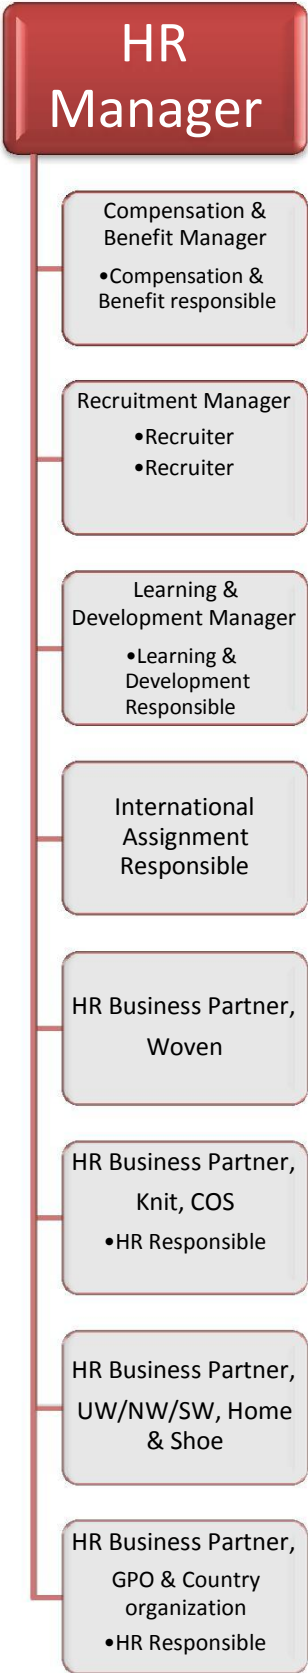 HR
Manager
Compensation &
Benefit Manager
•Compensation &
Benefit responsible
Recruitment Manager
•Recruiter
•Recruiter
Learning &
Development Manager
•Learning &
Development
Responsible
International
Assignment
Responsible
HR Business Partner,
Woven
HR Business Partner,
Knit, COS
•HR Responsible
HR Business Partner,
UW/NW/SW, Home
& Shoe
HR Business Partner,
GPO & Country
organization
•HR Responsible